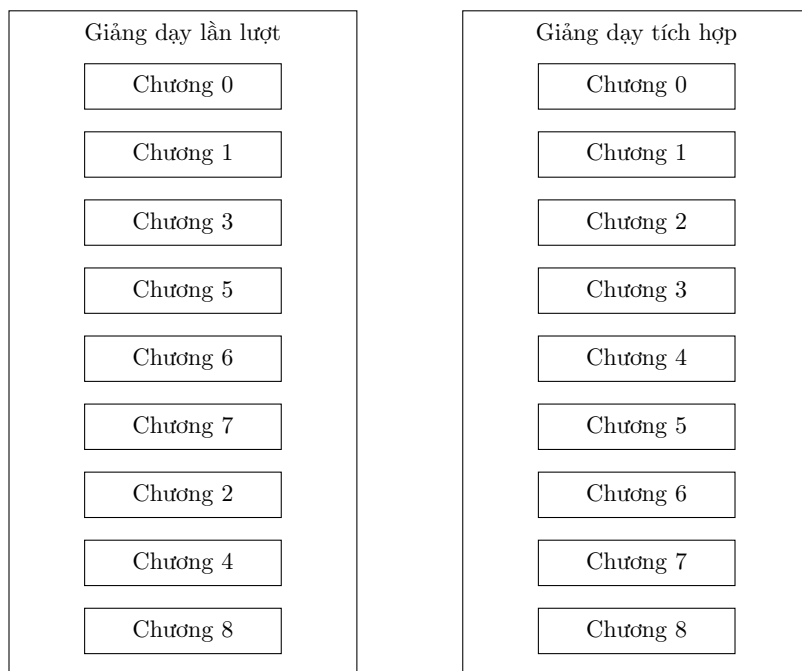 Giảng dạy lần lượt
Chương 0
Chương 1
Chương 3
Chương 5
Chương 6
Chương 7
Chương 2
Chương 4
Chương 8
Giảng dạy tích hợp
Chương 0
Chương 1
Chương 2
Chương 3
Chương 4
Chương 5
Chương 6
Chương 7
Chương 8